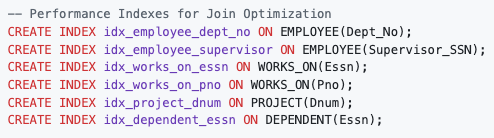 -- Performance Indexes for Join Optimization
CREATE INDEX idx_employee_dept_no ON EMPLOYEE(Dept_No);
CREATE INDEX idx_employee_supervisor ON EMPLOYEE(Supervisor_SSN);
CREATE INDEX idx_works_on_essn ON WORKS_ON(Essn);
CREATE INDEX idx_works_on_pno ON WORKS_ON(Pno);
CREATE INDEX idx_project_dnum ON PROJECT(Dnum);
CREATE INDEX idx_dependent_essn ON DEPENDENT(Essn);